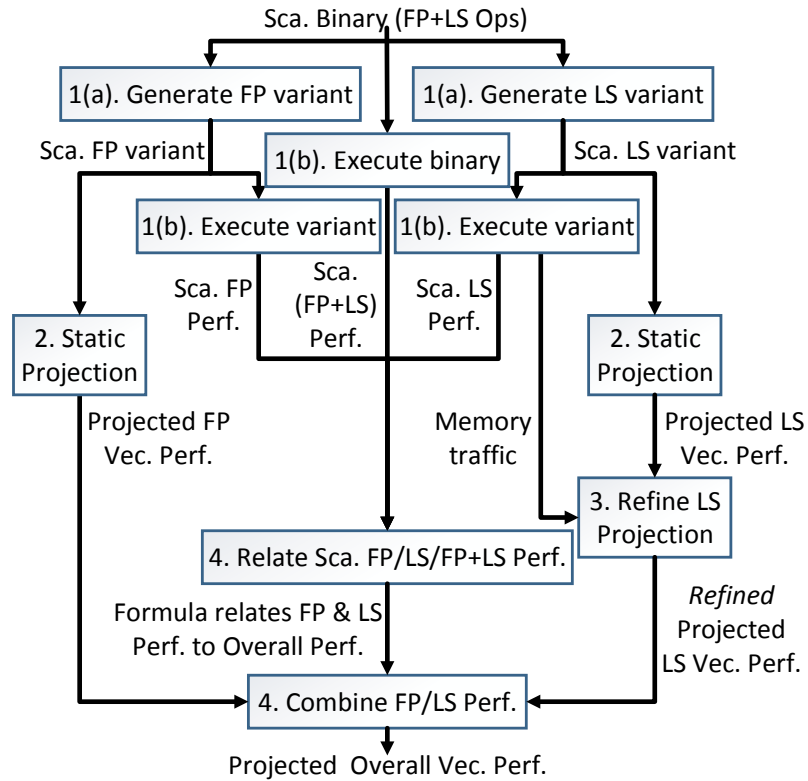 Sca. Binary (FP+LS Ops)
1(a). Generate FP variant
1(a). Generate LS variant
Sca. FP variant
1(b). Execute binary
Sca. LS variant
1(b). Execute variant
1(b). Execute variant
Sca. FP
Perf.
Sca.
(FP+LS)
Perf.
Sca. LS
Perf.
2. Static
Projection
2. Static
Projection
Projected FP
Vec. Perf.
Memory
traffic
Projected LS
Vec. Perf.
3. Refine LS
Projection
4. Relate Sca. FP/LS/FP+LS Perf.
Formula relates FP & LS
Perf. to Overall Perf.
Refined
Projected
LS Vec. Perf.
4. Combine FP/LS Perf.
Projected Overall Vec. Perf.